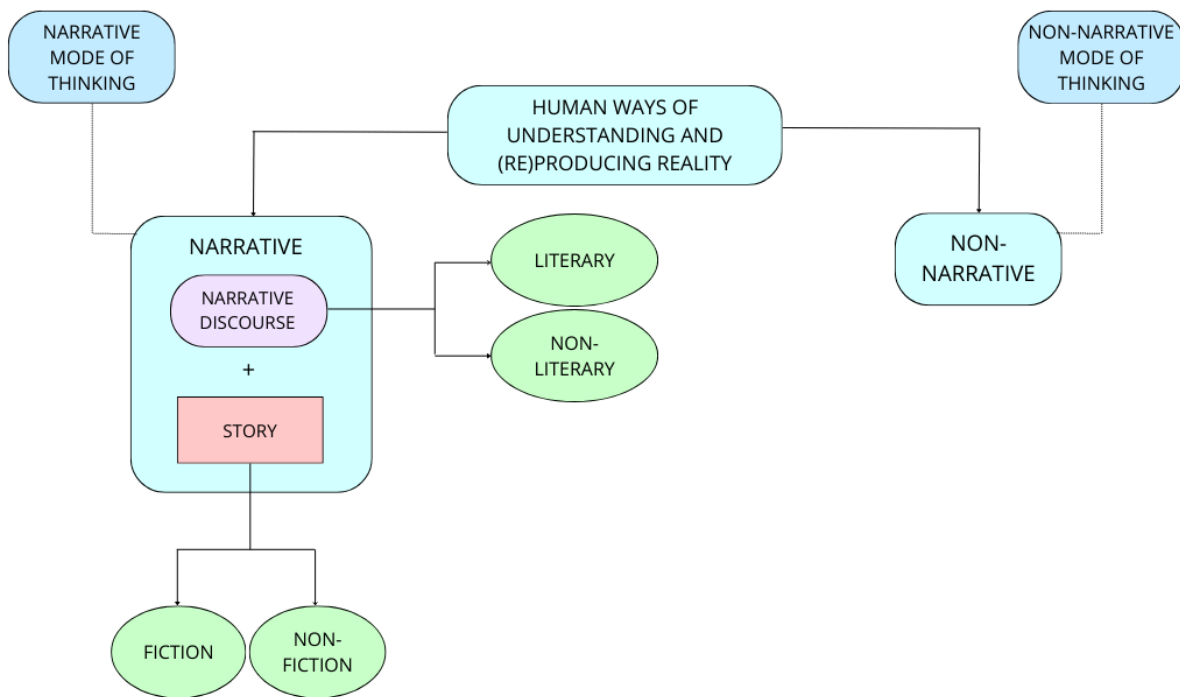 NARRATIVE
MODE OF
THINKING
NON-NARRATIVE
MODE OF
THINKING
HUMAN WAYS OF
UNDERSTANDING AND
(RE)PRODUCING REALITY
NARRATIVE
NARRATIVE
DISCOURSE
+
STORY
LITERARY
NON-
LITERARY
NON-
NARRATIVE
FICTION
NON-
FICTION